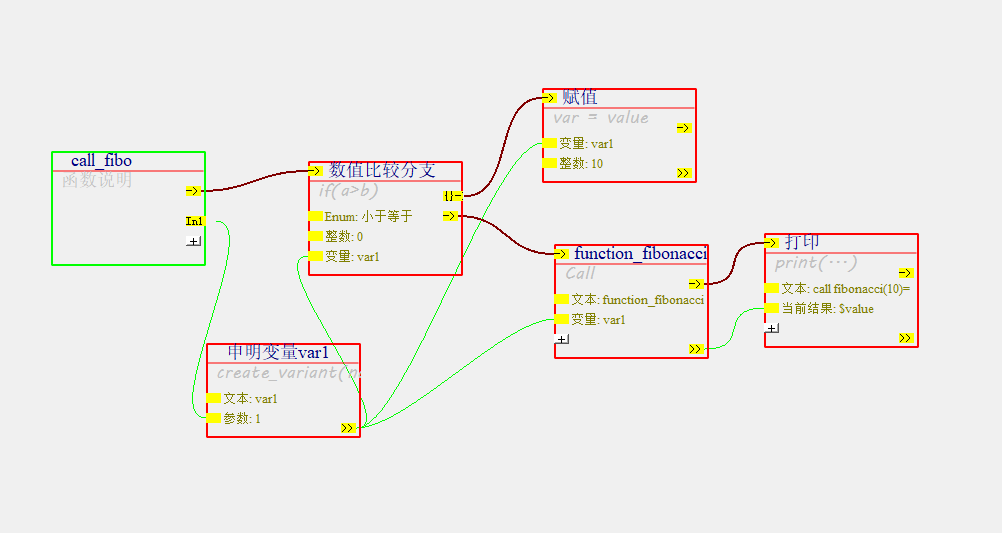 call_fibo
函数说明
->
In1
+
数值比较分支
if(a>b)
{}
Enum: 小于等于
->
整数: 0
变量: var1
赋值
var = value
->
变量: var1
整数: 10
>>
申明变量var1
create_variant(n
文本: var1
参数: 1
>>
function_fibonacci
Call
->
文本: function_fibonacci
变量: var1
+
>>
打印
print(...)
->
文本: call fibonacci(10)=
当前结果: $value
+
>>